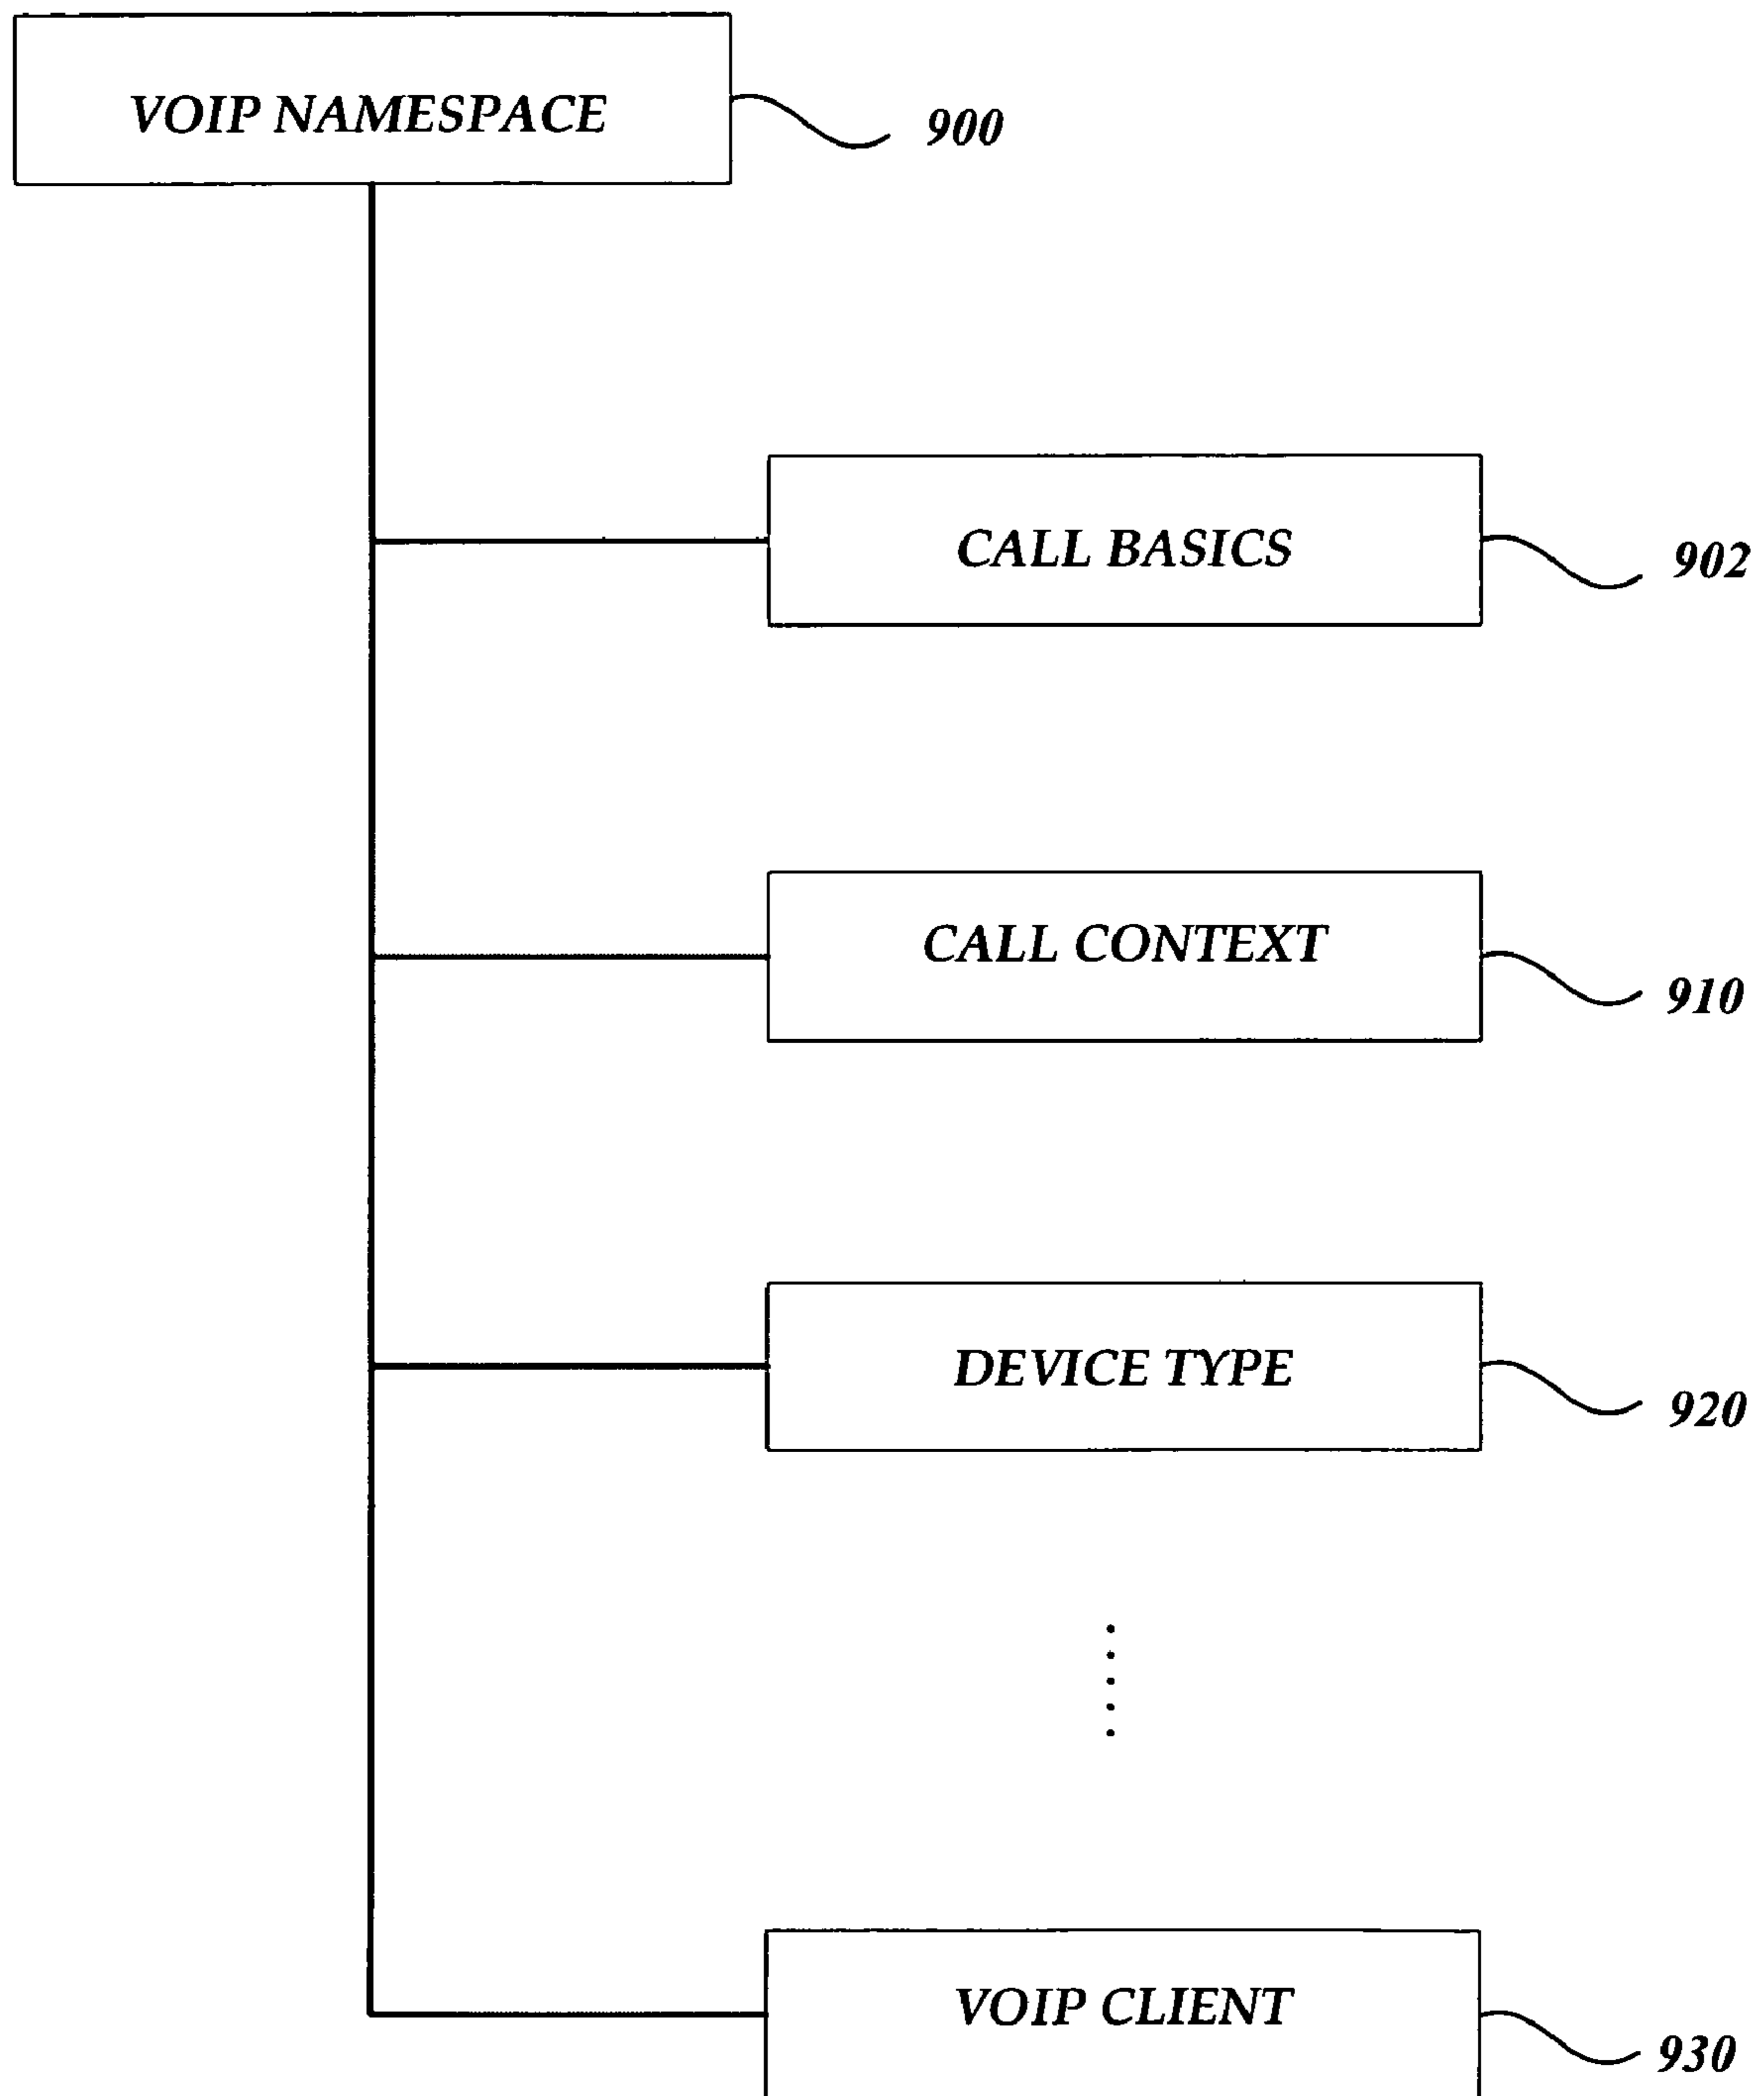 VOIP NAMESPACE
900
CALL BASICS
902
CALL CONTEXT
910
DEVICE TYPE
920
VOIP CLIENT
930